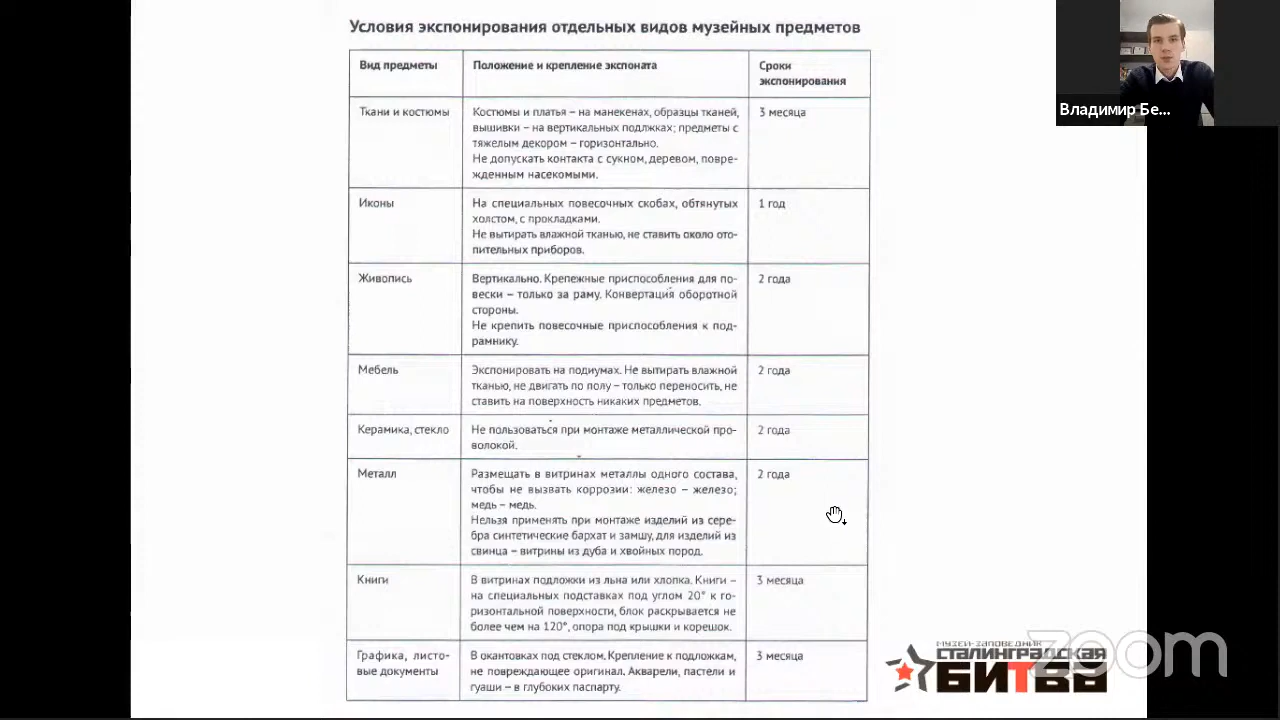 Условия экспонирования отдельных видов музейных предметов
Вид предметы
Положение и крепление экспоната
Сроки
экспонирования
Ткани и костюмы
Костюмы и платья – на манекенах, образцы тканей,
вышивки – на вертикальных подлжках; предметы с
тяжелым декором – горизонтально.
Не допускать контакта с сукном, деревом, повре-
жденным насекомыми.
3 месяца
Иконы
На специальных повесочных скобах, обтянутых
холстом, с прокладками.
Не вытирать влажной тканью, не ставить около ото-
пительных приборов.
1 год
Живопись
Вертикально. Крепежные приспособления для по-
вески – только за раму. Конвертация оборотной
стороны.
Не крепить повесочные приспособления к под-
рамнику.
2 года
Мебель
Экспонировать на подиумах. Не вытирать влажной
тканью, не двигать по полу – только переносить, не
ставить на поверхность никаких предметов.
2 года
Керамика, стекло
Не пользоваться при монтаже металлической про-
волокой.
2 года
Металл
Размещать в витринах металлы одного состава,
чтобы не вызвать коррозии: железо – железо;
медь – медь.
Нельзя применять при монтаже изделий из сере-
бра синтетические бархат и замшу, для изделий из
свинца – витрины из дуба и хвойных пород.
2 года
Книги
В витринах подложки из льна или хлопка. Книги –
на специальных подставках под углом 20° к го-
ризонтальной поверхности, блок раскрывается не
более чем на 120°, опора под крышки и корешок.
3 месяца
Графика, листо-
вые документы
В окантовках под стеклом. Крепление к подложкам,
не повреждающее оригинал. Акварели, пастели и
гуаши – в глубоких паспарту.
3 месяца
Владимир Бе...
МУЗЕЙ-ЗАПОВЕДНИК
СТАЛИНГРАДСКАЯ
БИТВА
zoom